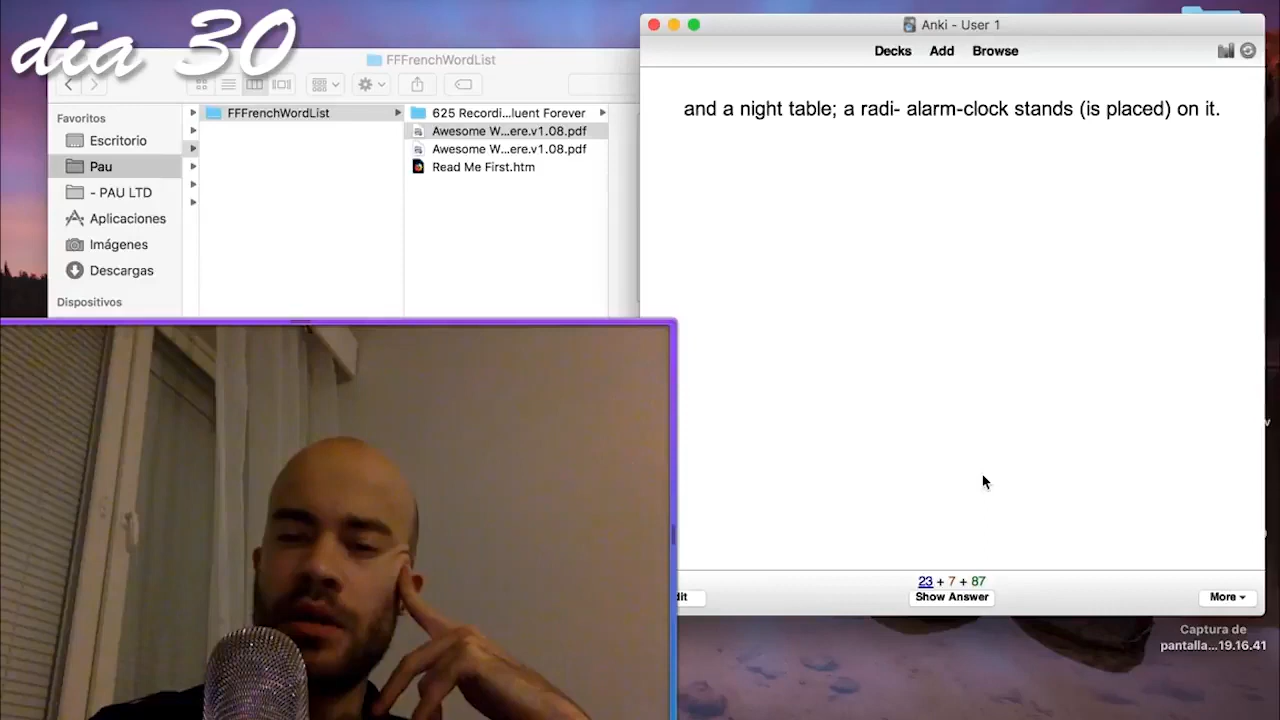 día 30
FFFrenchWordList
Favoritos
Escritorio
Pau
- PAU LTD
Aplicaciones
Imágenes
Descargas
Dispositivos
FFFrenchWordList
625 Recordi...luent Forever
Awesome W...ere.v1.08.pdf
Awesome W...ere.v1.08.pdf
Read Me First.htm
Anki - User 1
Decks Add Browse
and a night table; a radi- alarm-clock stands (is placed) on it.
23 + 7 + 87
dit Show Answer More
Captura de
pantalla...19.16.41